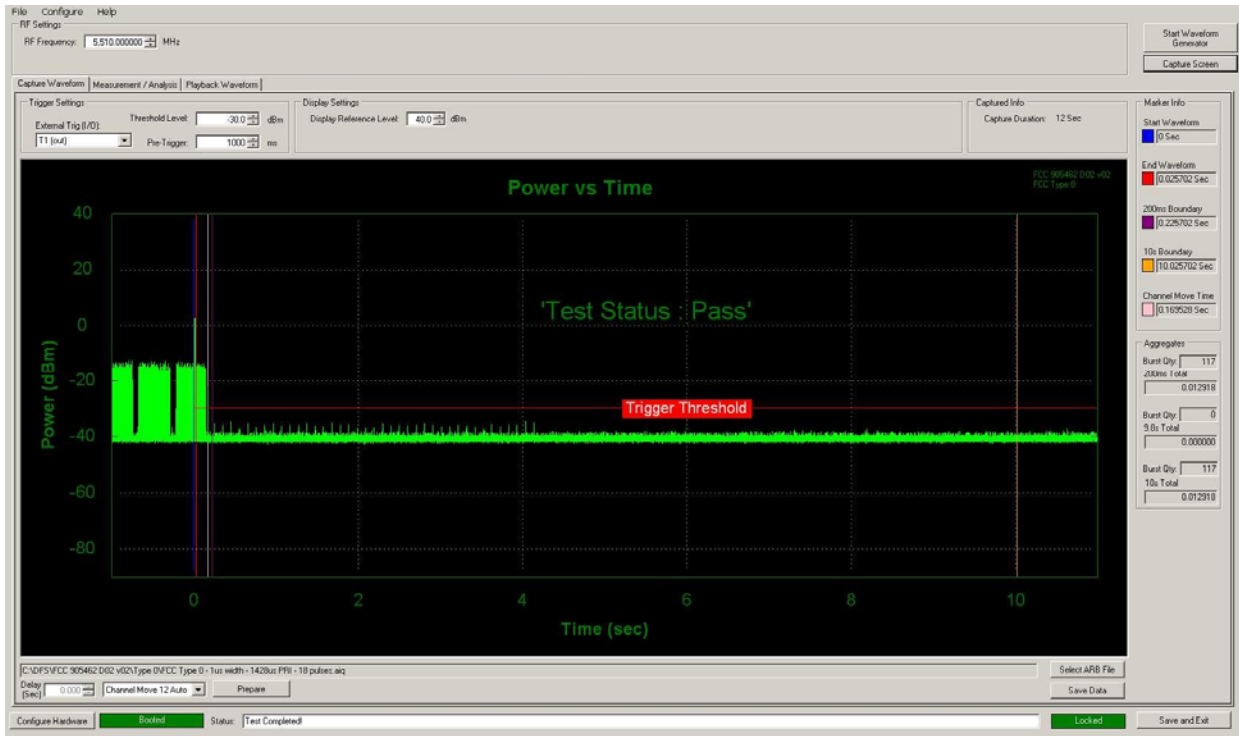 File Configure Help
RF Settings
RF Frequency: 5,510.000000 MHz
Start Waveform Generator
Capture Screen
Capture Waveform Measurement / Analysis Playback Waveform
Trigger Settings
External Trig (I/O):
T1 (out)
Threshold Level: -30.0 dBm
Pre-Trigger: 1000 ms
Display Settings
Display Reference Level: 40.0 dBm
Captured Info
Capture Duration: 12 Sec
Marker Info
Start Waveform
0 Sec
End Waveform
0.025702 Sec
200ms Boundary
0.225702 Sec
10s Boundary
10.025702 Sec
Channel Move Time
0.169528 Sec
Aggregates
Burst Qty: 117
200ms Total
0.012918
Burst Qty: 0
9.8s Total
0.000000
Burst Qty: 117
10s Total
0.012918
FCC 905462 D02 v02
FCC Type 0
Power vs Time
'Test Status : Pass'
Trigger Threshold
Power (dBm)
40
20
0
-20
-40
-60
-80
0 2 4 6 8 10
Time (sec)
C:\DFS\FCC 905462 D02 v02\Type 0\FCC Type 0 - 1us width - 1428us PRI - 18 pulses.aiq
Select ARB File
Delay (Sec) 0.000 Channel Move 12 Auto Prepare
Save Data
Configure Hardware Booted Status: Test Completed! Locked Save and Exit